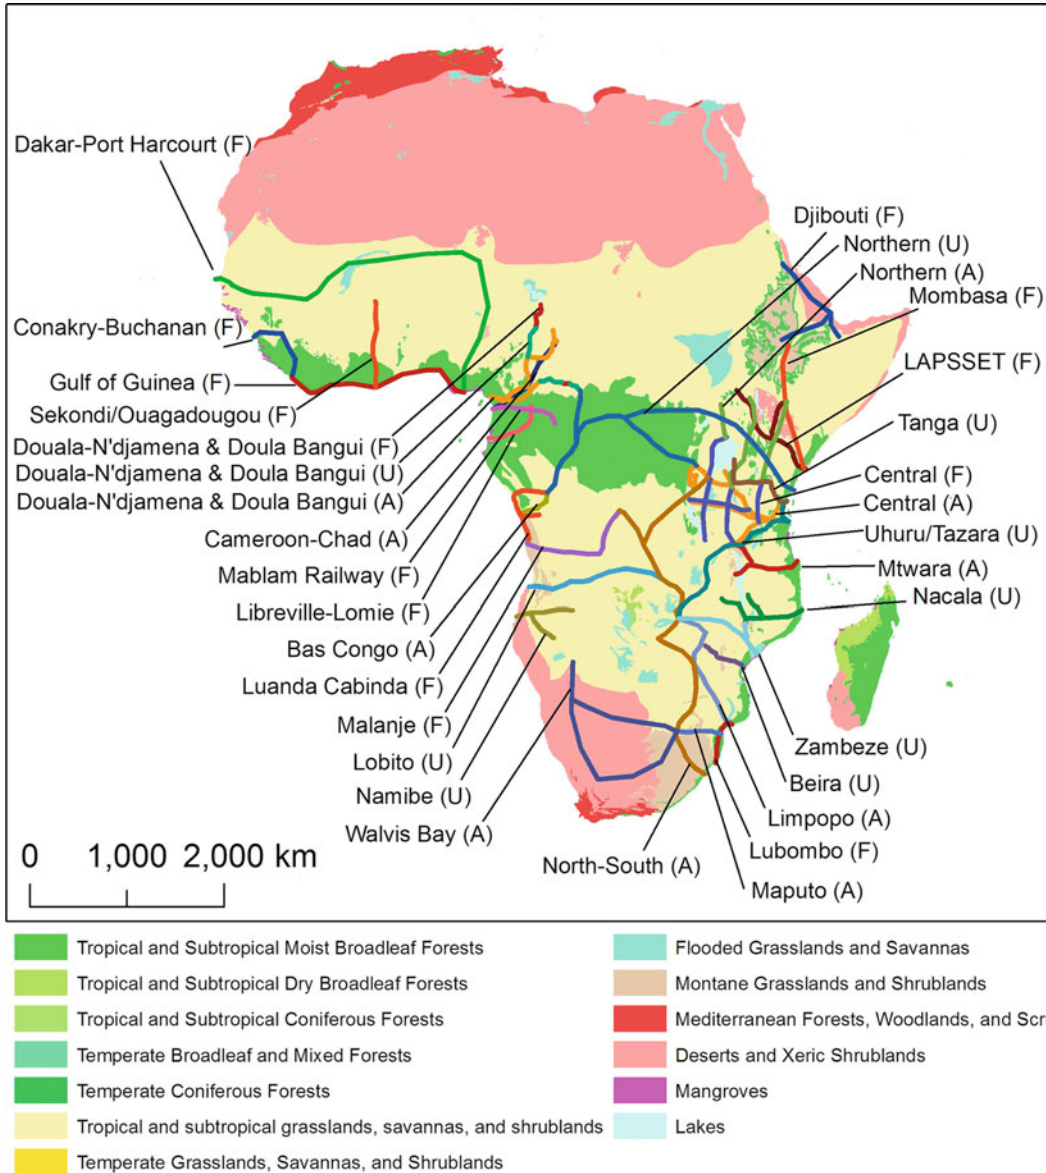 Dakar-Port Harcourt (F)
Djibouti (F)
Northern (U)
Northern (A)
Mombasa (F)
Conakry-Buchanan (F)
LAPSSET (F)
Gulf of Guinea (F)
Sekondi/Ouagadougou (F)
Tanga (U)
Douala-N'djamena & Doula Bangui (F)
Douala-N'djamena & Doula Bangui (U)
Douala-N'djamena & Doula Bangui (A)
Central (F)
Central (A)
Cameroon-Chad (A)
Uhuru/Tazara (U)
Mablam Railway (F)
Mtwara (A)
Libreville-Lomie (F)
Nacala (U)
Bas Congo (A)
Luanda Cabinda (F)
Malanje (F)
Lobito (U)
Zambeze (U)
Namibe (U)
Beira (U)
Walvis Bay (A)
Limpopo (A)
North-South (A)
Lubombo (F)
Maputo (A)
0 1,000 2,000 km
Tropical and Subtropical Moist Broadleaf Forests
Tropical and Subtropical Dry Broadleaf Forests
Tropical and Subtropical Coniferous Forests
Temperate Broadleaf and Mixed Forests
Temperate Coniferous Forests
Tropical and subtropical grasslands, savannas, and shrublands
Temperate Grasslands, Savannas, and Shrublands
Flooded Grasslands and Savannas
Montane Grasslands and Shrublands
Mediterranean Forests, Woodlands, and Scr
Deserts and Xeric Shrublands
Mangroves
Lakes